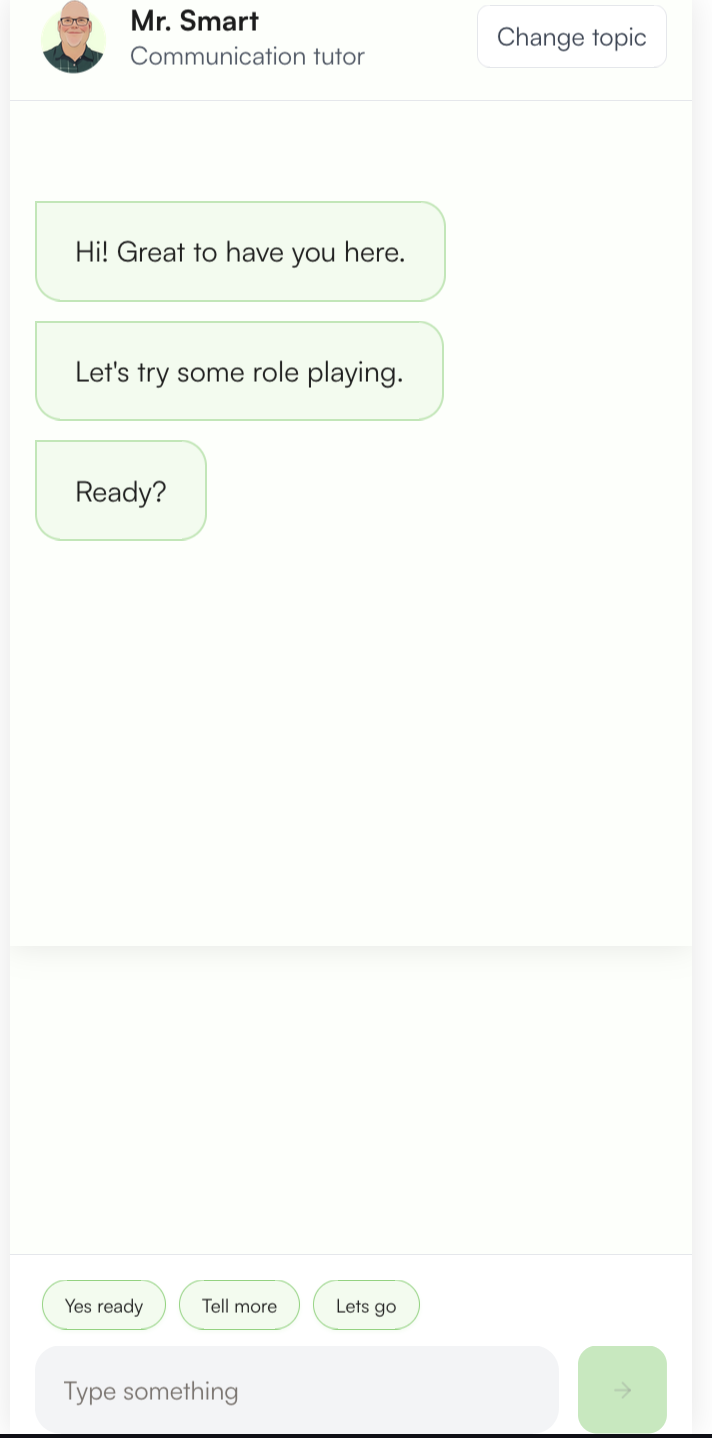 Mr. Smart
Communication tutor
Change topic
Hi! Great to have you here.
Let's try some role playing.
Ready?
Yes ready
Tell more
Lets go
Type something